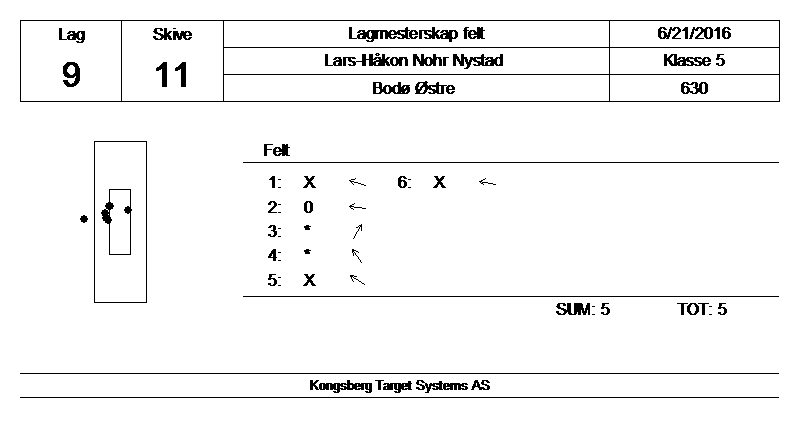 Lag Skive Lagmesterskap felt 6/21/2016
9 11 Lars-Håkon Nohr Nystad Klasse 5
Bodø Østre 630
Felt
1: X 6: X
2: 0
3: *
4: *
5: X
SUM: 5 TOT: 5
Kongsberg Target Systems AS